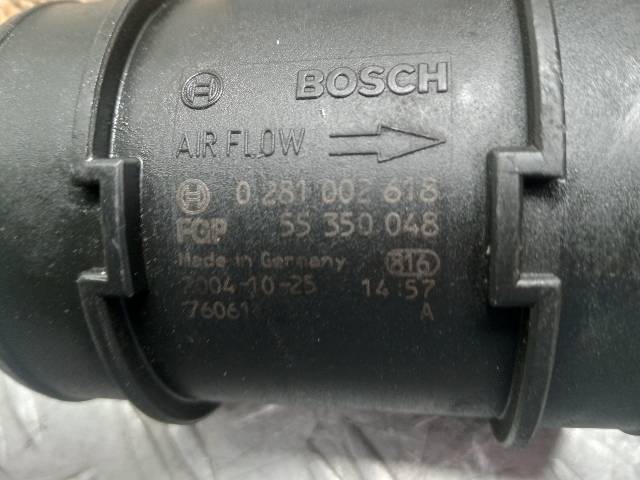 BOSCH
AIR FLOW
0 281 002 618
FGP 55 350 048
Made in Germany 816
2004-10-25 14:57
76061 A